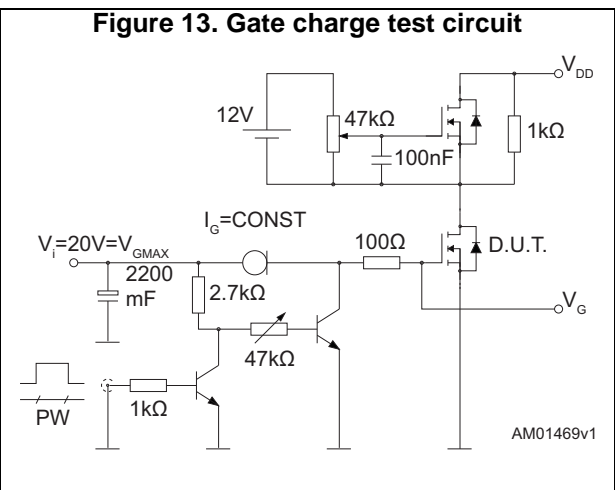 Figure 13. Gate charge test circuit
V_DD
12V
47kΩ
1kΩ
100nF
I_G=CONST
V_i=20V=V_GMAX
100Ω
D.U.T.
2200
mF
2.7kΩ
V_G
47kΩ
1kΩ
PW
AM01469v1